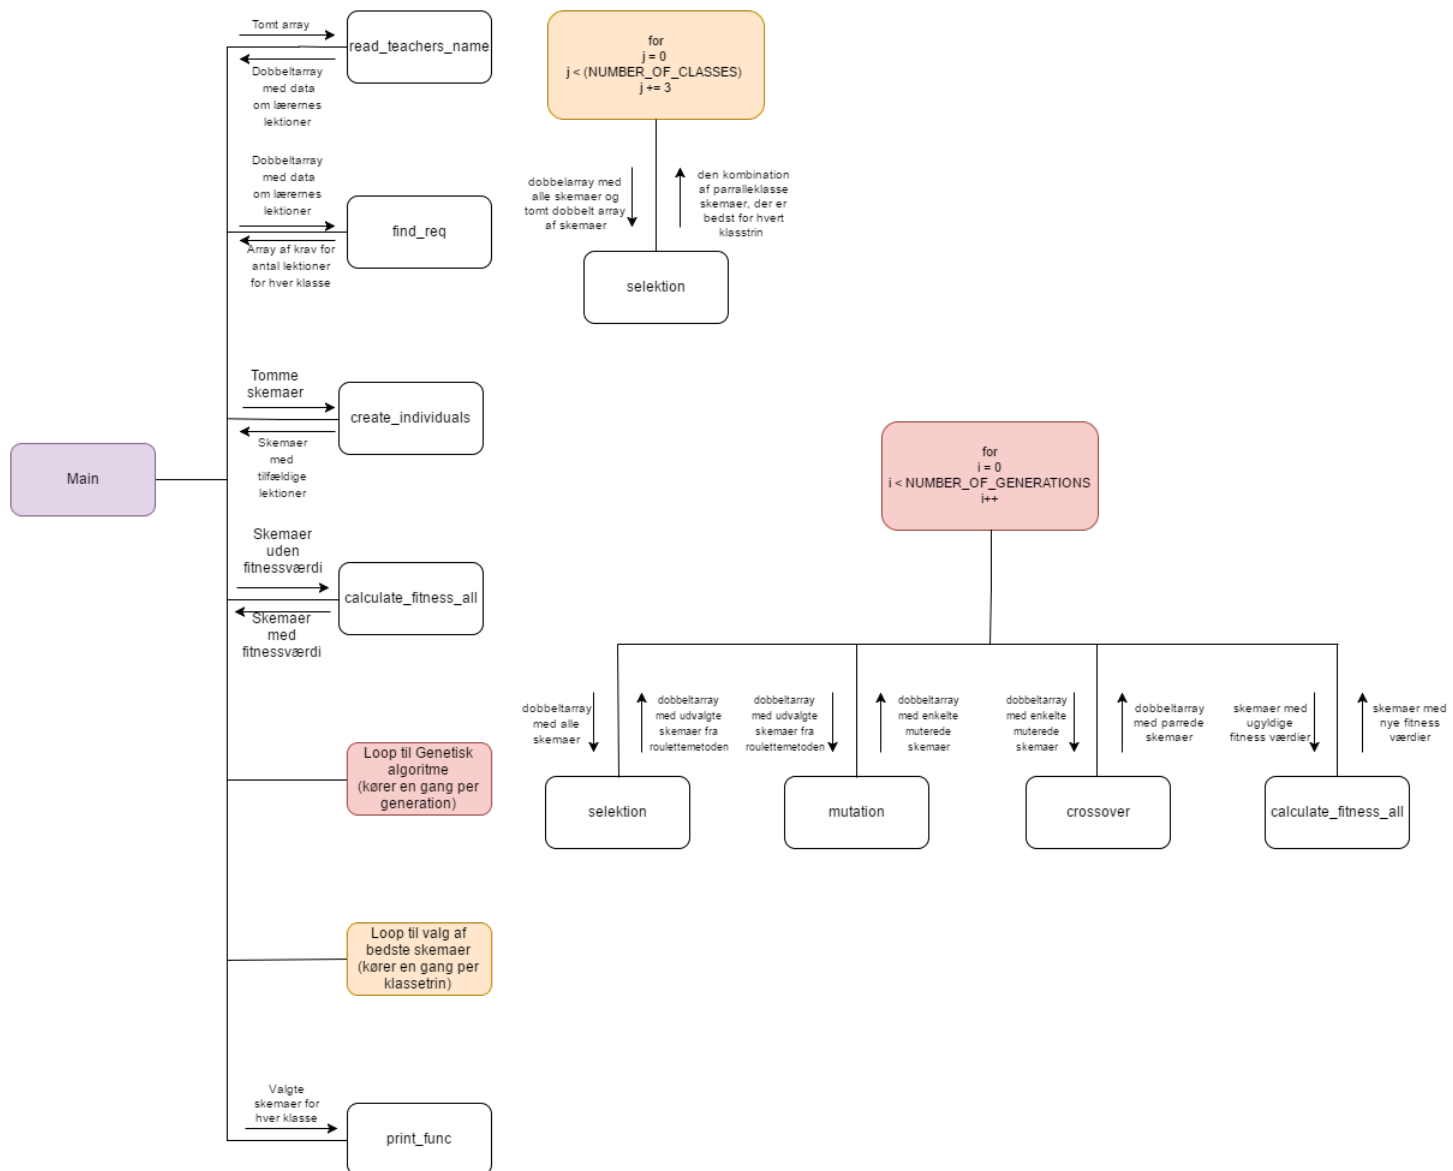 Tomt array
read_teachers_name
Dobbeltarray
med data
om lærernes
lektioner
for
j = 0
j < (NUMBER_OF_CLASSES)
j += 3
dobbelarray med
alle skemaer og
tomt dobbelt array
af skemaer
den kombination
af parralleklasse
skemaer, der er
bedst for hvert
klasstrin
selektion
Dobbeltarray
med data
om lærernes
lektioner
find_req
Array af krav for
antal lektioner
for hver klasse
Tomme
skemaer
create_individuals
Skemaer
med
tilfældige
lektioner
Main
Skemaer
uden
fitnessværdi
calculate_fitness_all
Skemaer
med
fitnessværdi
for
i = 0
i < NUMBER_OF_GENERATIONS
i++
dobbeltarray
med alle
skemaer
dobbeltarray
med udvalgte
skemaer fra
roulettemetoden
dobbeltarray
med udvalgte
skemaer fra
roulettemetoden
dobbeltarray
med enkelte
muterede
skemaer
dobbeltarray
med enkelte
muterede
skemaer
dobbeltarray
med parrede
skemaer
skemaer med
ugyldige
fitness værdier
skemaer med
nye fitness
værdier
selektion
mutation
crossover
calculate_fitness_all
Loop til Genetisk
algoritme
(kører en gang per
generation)
Loop til valg af
bedste skemaer
(kører en gang per
klassetrin)
Valgte
skemaer for
hver klasse
print_func